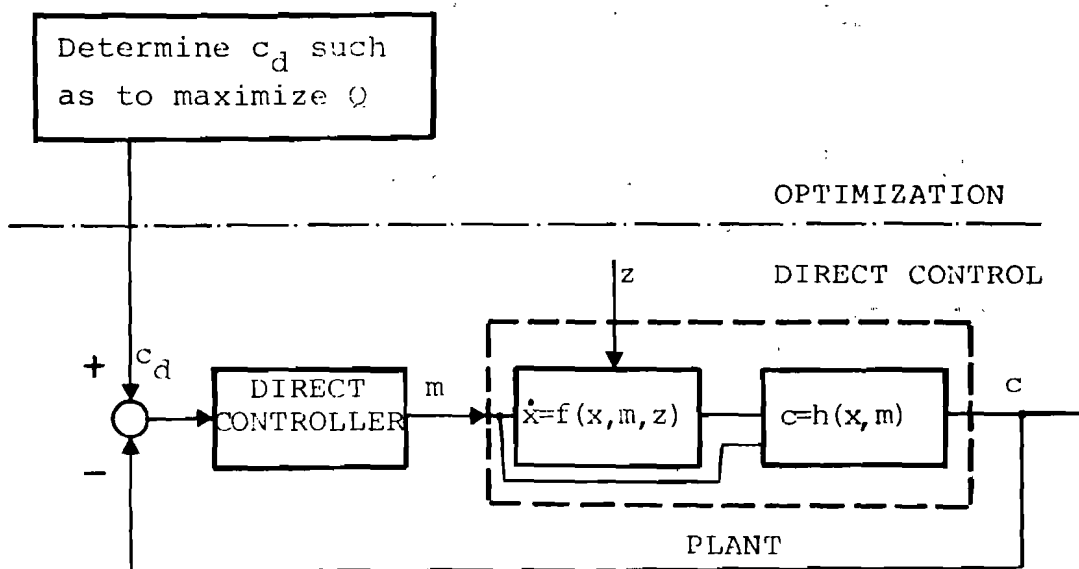 Determine c_d such
as to maximize Q
OPTIMIZATION
DIRECT CONTROL
z
+
c_d
DIRECT
CONTROLLER
m
ẋ=f(x,m,z)
c=h(x,m)
c
−
PLANT